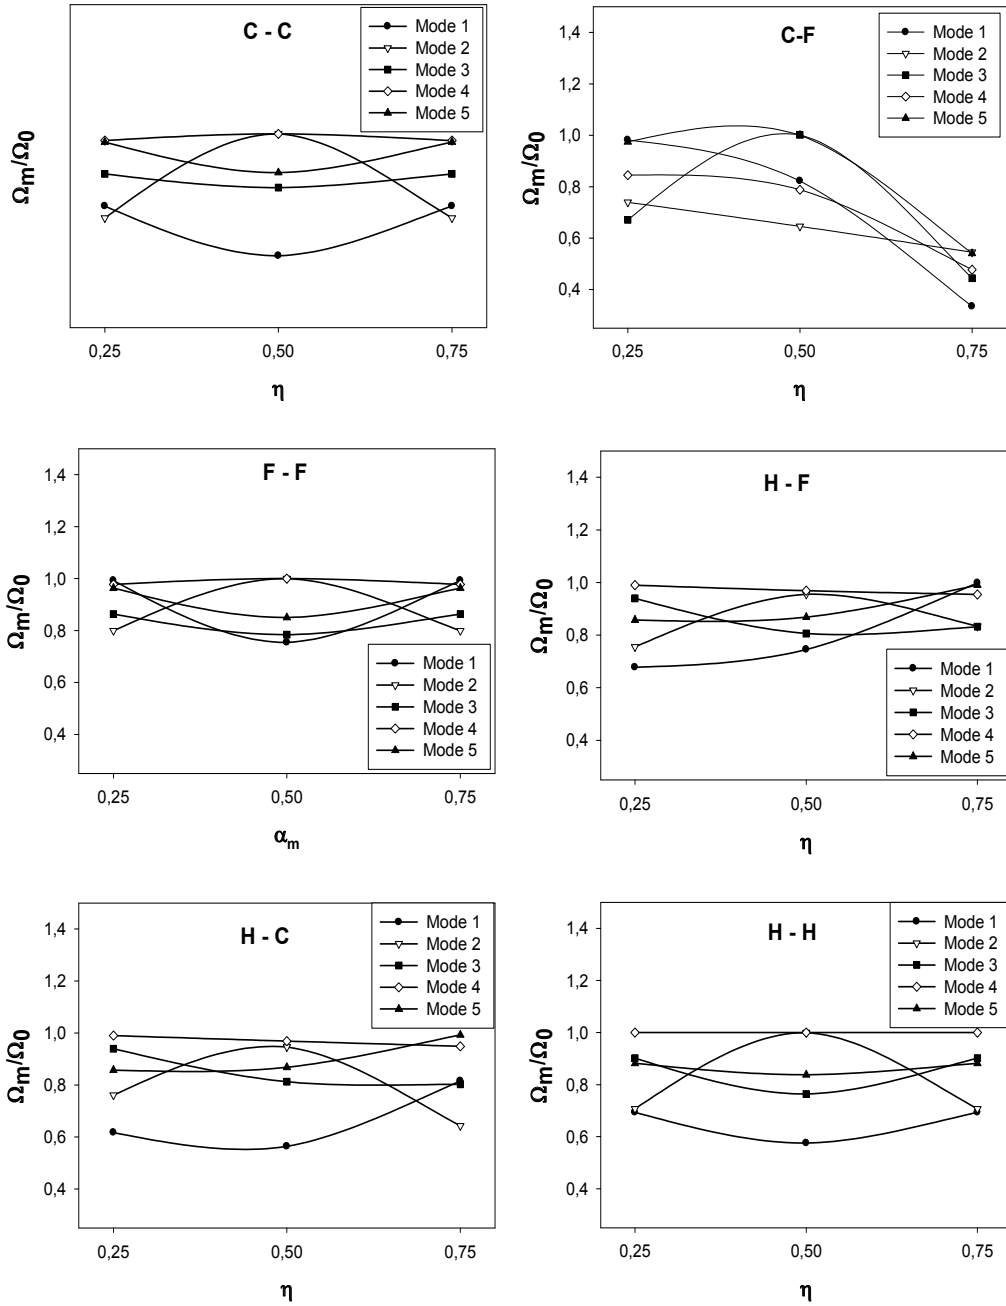 C - C
Mode 1
Mode 2
Mode 3
Mode 4
Mode 5
Ωm/Ω0
0,25
0,50
0,75
η
C-F
Mode 1
Mode 2
Mode 3
Mode 4
Mode 5
1,4
1,2
1,0
0,8
0,6
0,4
Ωm/Ω0
0,25
0,50
0,75
η
F - F
1,4
1,2
1,0
0,8
0,6
0,4
Ωm/Ω0
Mode 1
Mode 2
Mode 3
Mode 4
Mode 5
0,25
0,50
0,75
αm
H - F
1,4
1,2
1,0
0,8
0,6
0,4
Ωm/Ω0
Mode 1
Mode 2
Mode 3
Mode 4
Mode 5
0,25
0,50
0,75
η
H - C
Mode 1
Mode 2
Mode 3
Mode 4
Mode 5
1,4
1,2
1,0
0,8
0,6
0,4
Ωm/Ω0
0,25
0,50
0,75
η
H - H
Mode 1
Mode 2
Mode 3
Mode 4
Mode 5
1,4
1,2
1,0
0,8
0,6
0,4
Ωm/Ω0
0,25
0,50
0,75
η